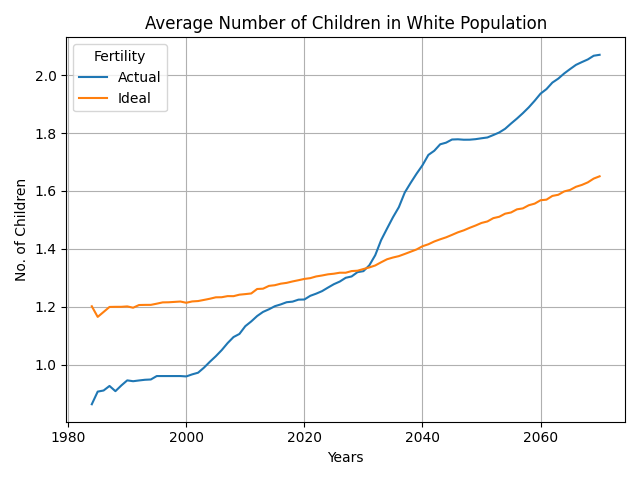 Average Number of Children in White Population
Fertility
Actual
Ideal
No. of Children
2.0
1.8
1.6
1.4
1.2
1.0
1980
2000
2020
2040
2060
Years